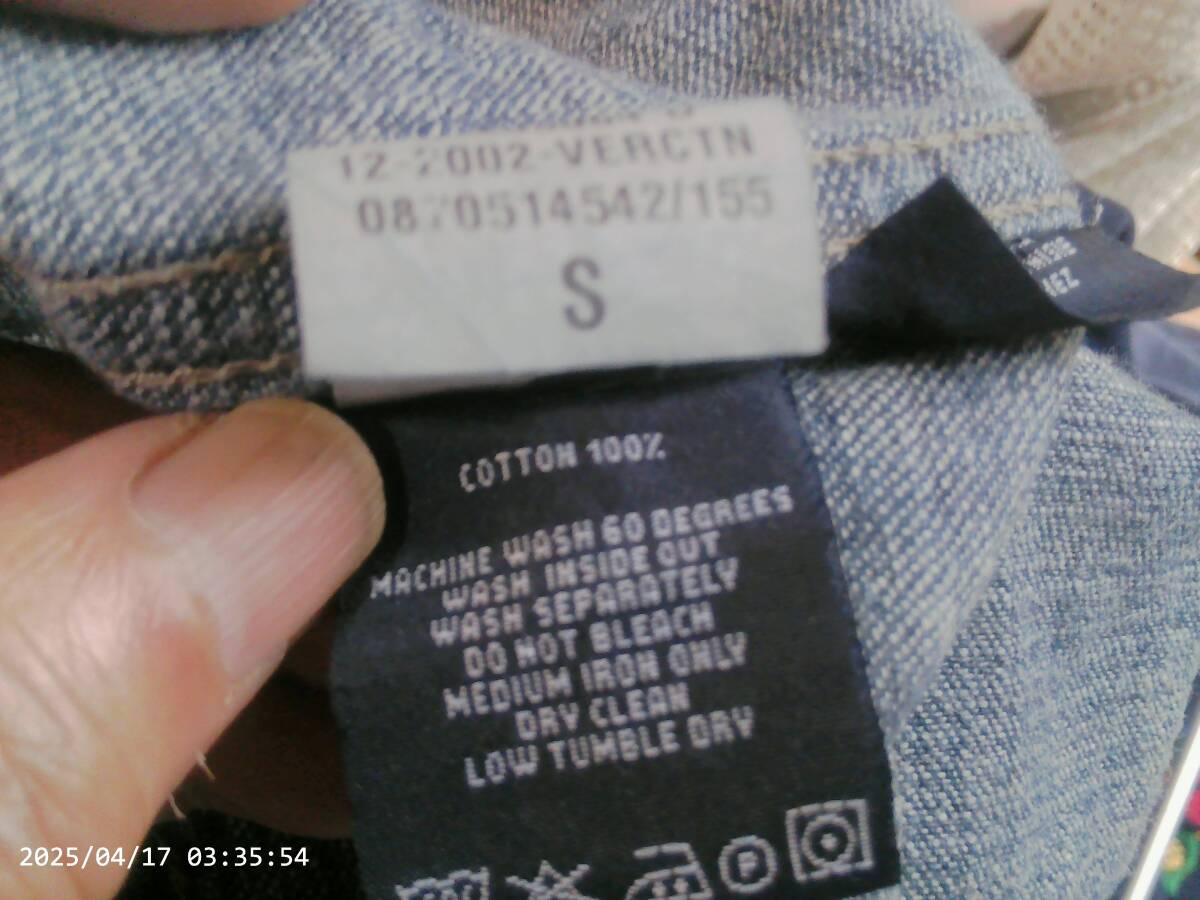 12-2002-VERCTN
0870514542/155
S
COTTON 100%
MACHINE WASH 60 DEGREES
WASH INSIDE OUT
WASH SEPARATELY
DO NOT BLEACH
MEDIUM IRON ONLY
DRY CLEAN
LOW TUMBLE DRY
P
2025/04/17 03:35:54